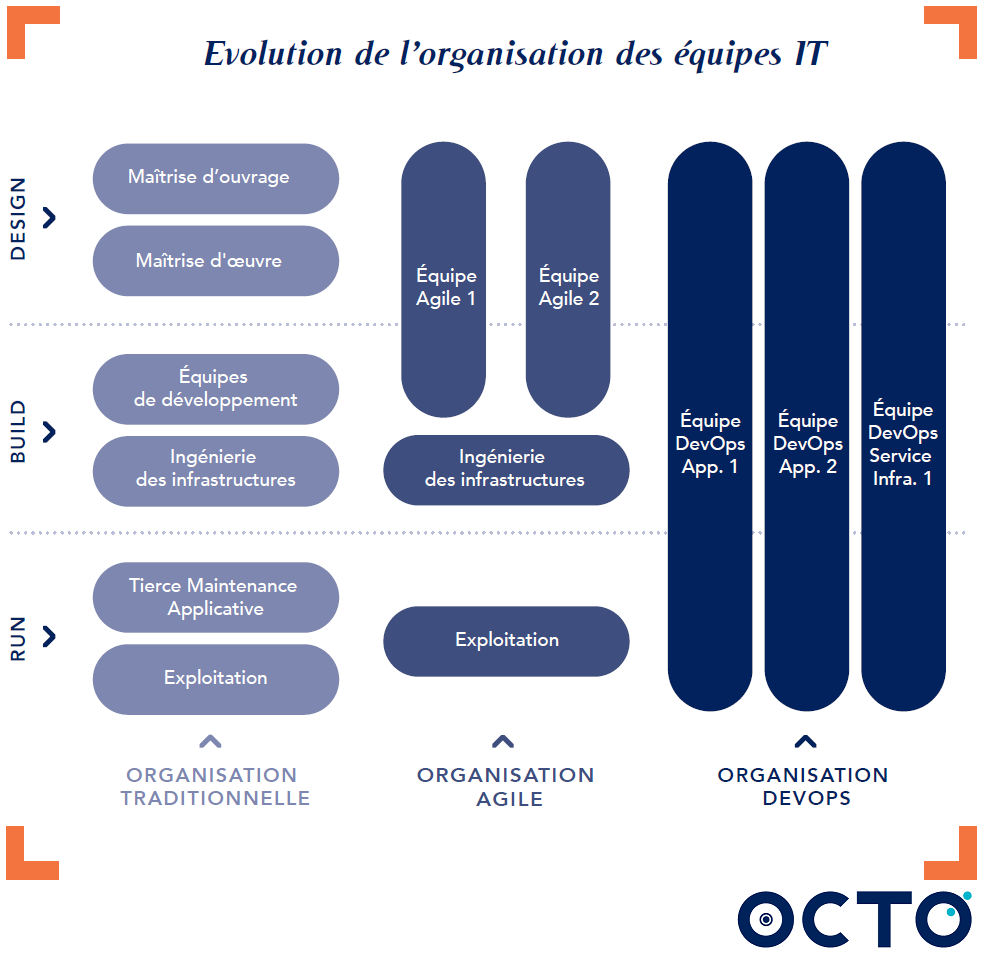 Evolution de l’organisation des équipes IT
DESIGN
Maîtrise d’ouvrage
Maîtrise d'œuvre
Équipe
Agile 1
Équipe
Agile 2
BUILD
Équipes
de développement
Ingénierie
des infrastructures
Ingénierie
des infrastructures
Équipe
DevOps
App. 1
Équipe
DevOps
App. 2
Équipe
DevOps
Service
Infra. 1
RUN
Tierce Maintenance
Applicative
Exploitation
Exploitation
ORGANISATION
TRADITIONNELLE
ORGANISATION
AGILE
ORGANISATION
DEVOPS
OCTO